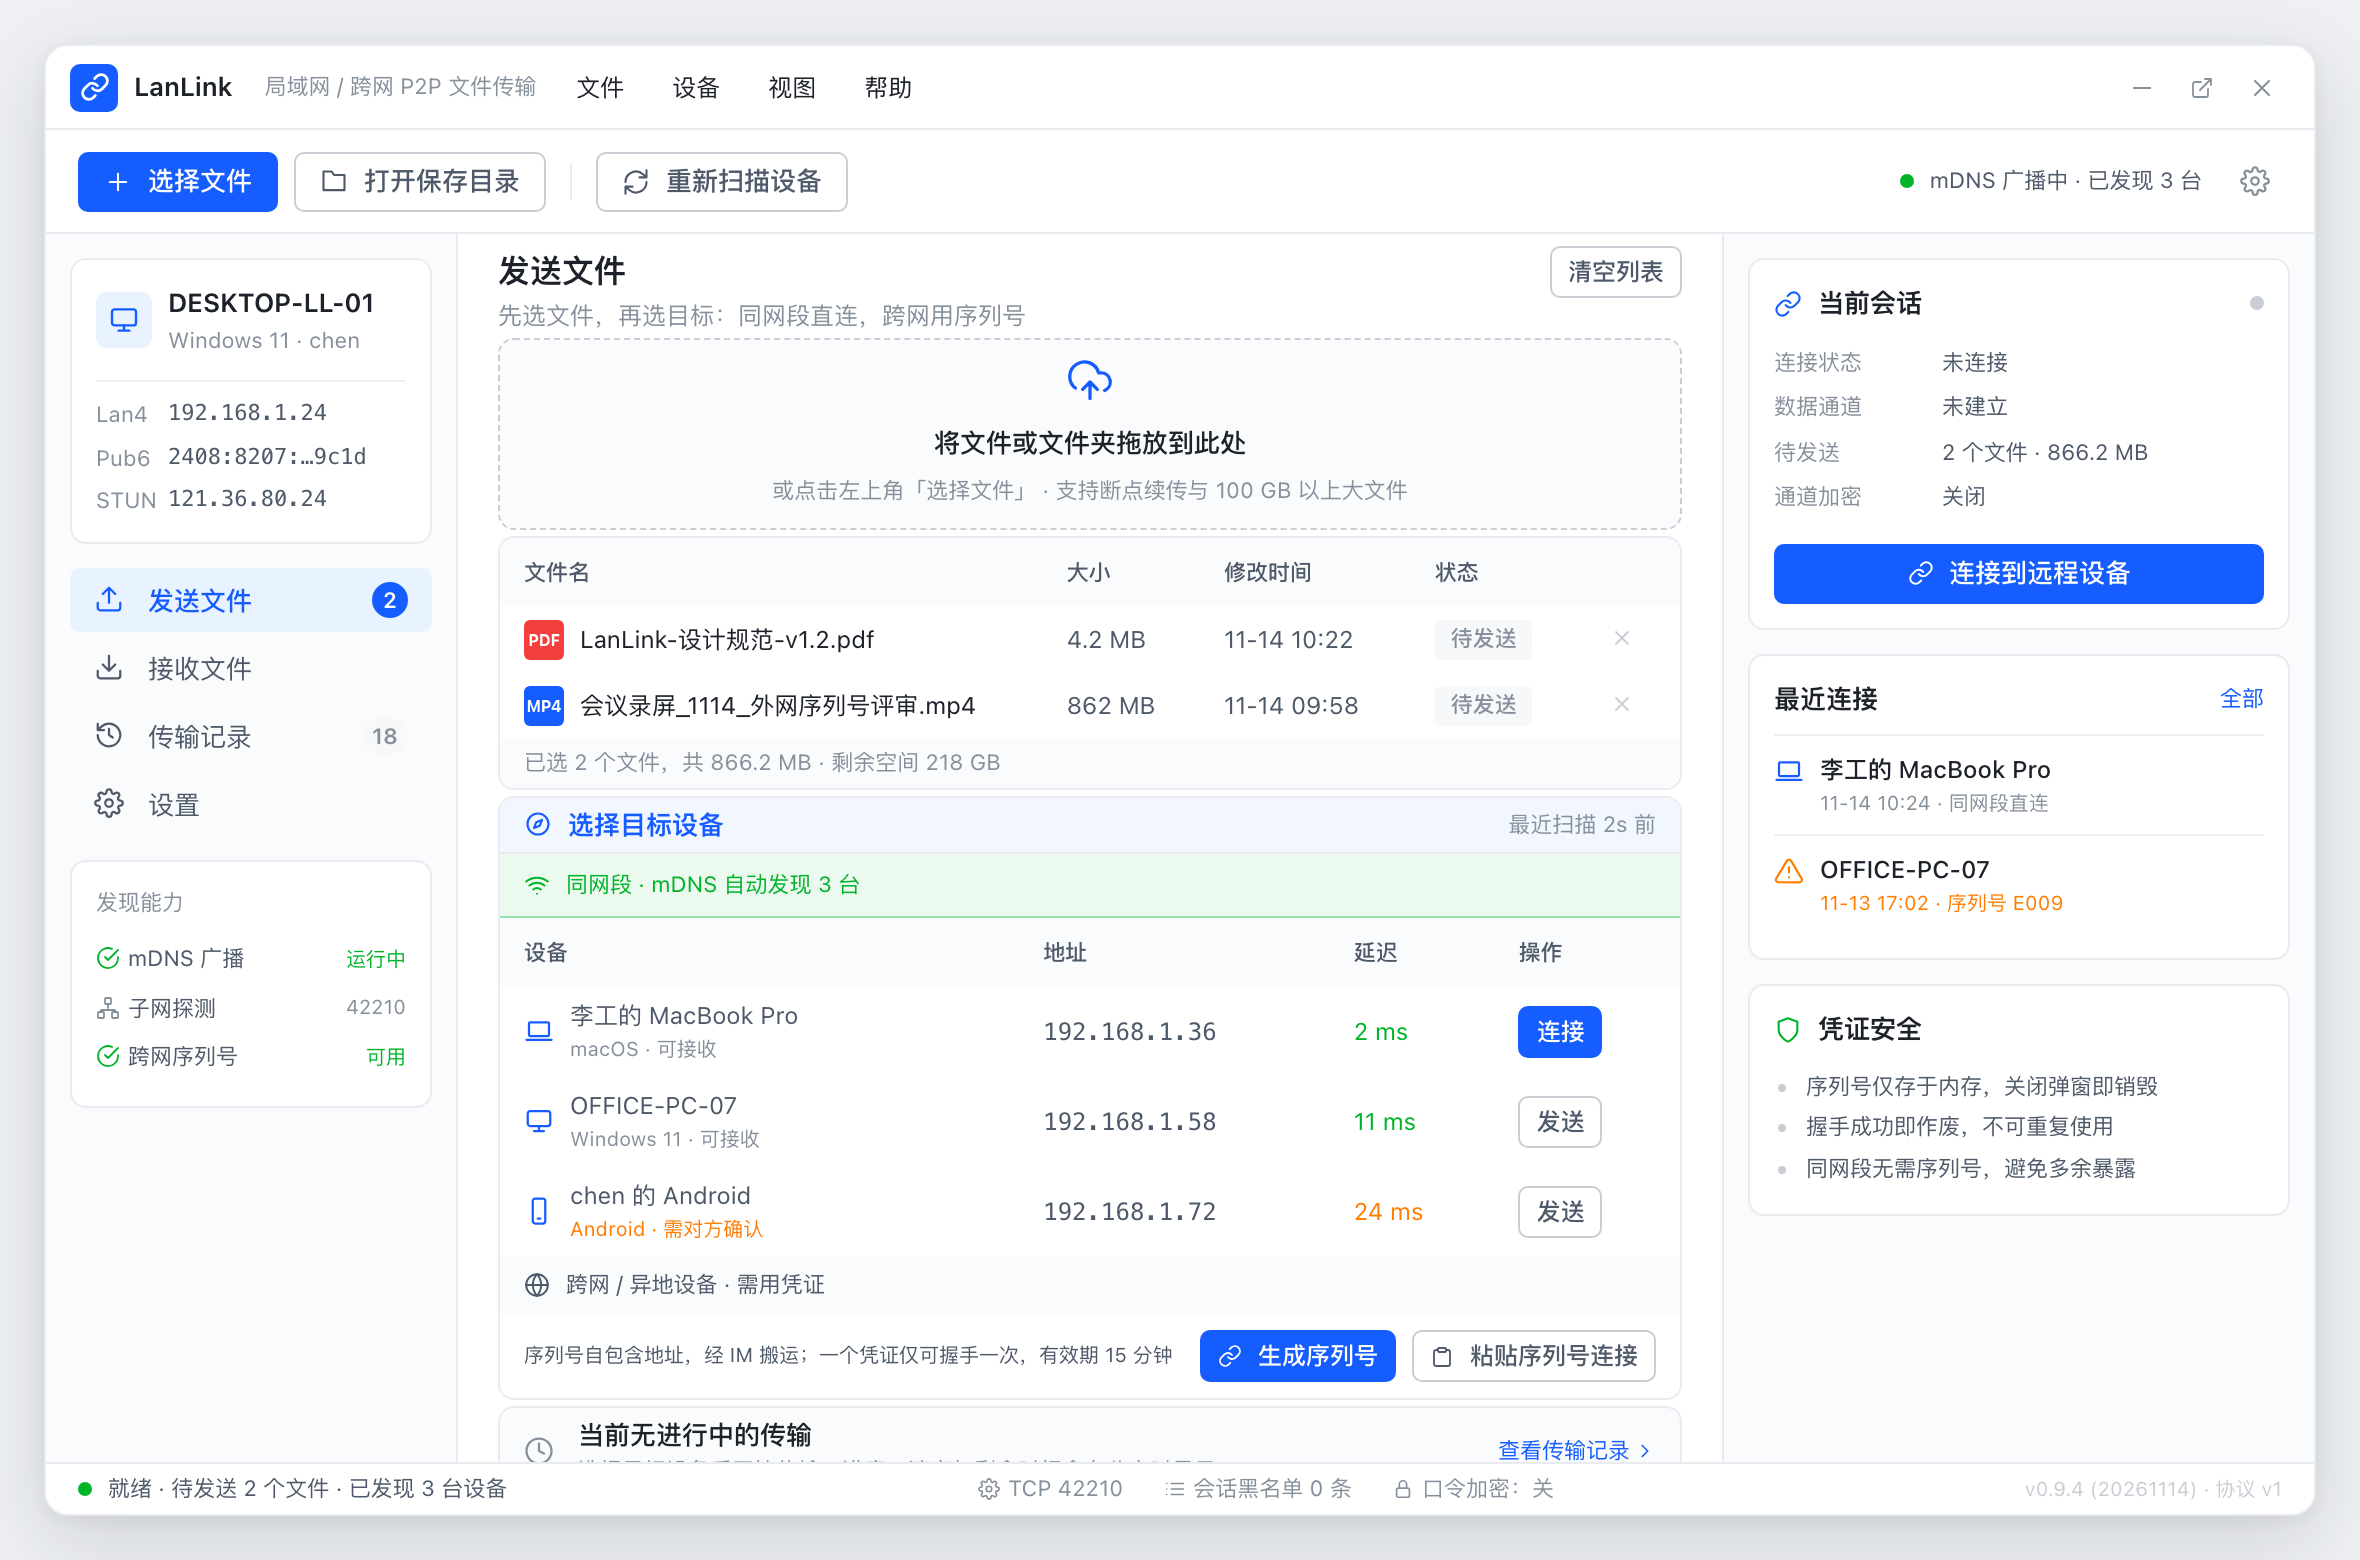 LanLink 局域网 / 跨网 P2P 文件传输 文件 设备 视图 帮助
选择文件 打开保存目录 重新扫描设备 mDNS 广播中 · 已发现 3 台
DESKTOP-LL-01
Windows 11 · chen
Lan4 192.168.1.24
Pub6 2408:8207:…9c1d
STUN 121.36.80.24
发送文件 2
接收文件
传输记录 18
设置
发现能力
mDNS 广播 运行中
子网探测 42210
跨网序列号 可用
发送文件 清空列表
先选文件，再选目标：同网段直连，跨网用序列号
将文件或文件夹拖放到此处
或点击左上角「选择文件」 · 支持断点续传与 100 GB 以上大文件
文件名 大小 修改时间 状态
PDF LanLink-设计规范-v1.2.pdf 4.2 MB 11-14 10:22 待发送
MP4 会议录屏_1114_外网序列号评审.mp4 862 MB 11-14 09:58 待发送
已选 2 个文件，共 866.2 MB · 剩余空间 218 GB
选择目标设备 最近扫描 2s 前
同网段 · mDNS 自动发现 3 台
设备 地址 延迟 操作
李工的 MacBook Pro
macOS · 可接收
192.168.1.36 2 ms 连接
OFFICE-PC-07
Windows 11 · 可接收
192.168.1.58 11 ms 发送
chen 的 Android
Android · 需对方确认
192.168.1.72 24 ms 发送
跨网 / 异地设备 · 需用凭证
序列号自包含地址，经 IM 搬运；一个凭证仅可握手一次，有效期 15 分钟 生成序列号 粘贴序列号连接
当前无进行中的传输
查看传输记录
当前会话
连接状态 未连接
数据通道 未建立
待发送 2 个文件 · 866.2 MB
通道加密 关闭
连接到远程设备
最近连接 全部
李工的 MacBook Pro
11-14 10:24 · 同网段直连
OFFICE-PC-07
11-13 17:02 · 序列号 E009
凭证安全
序列号仅存于内存，关闭弹窗即销毁
握手成功即作废，不可重复使用
同网段无需序列号，避免多余暴露
就绪 · 待发送 2 个文件 · 已发现 3 台设备 TCP 42210 会话黑名单 0 条 口令加密：关 v0.9.4 (20261114) · 协议 v1